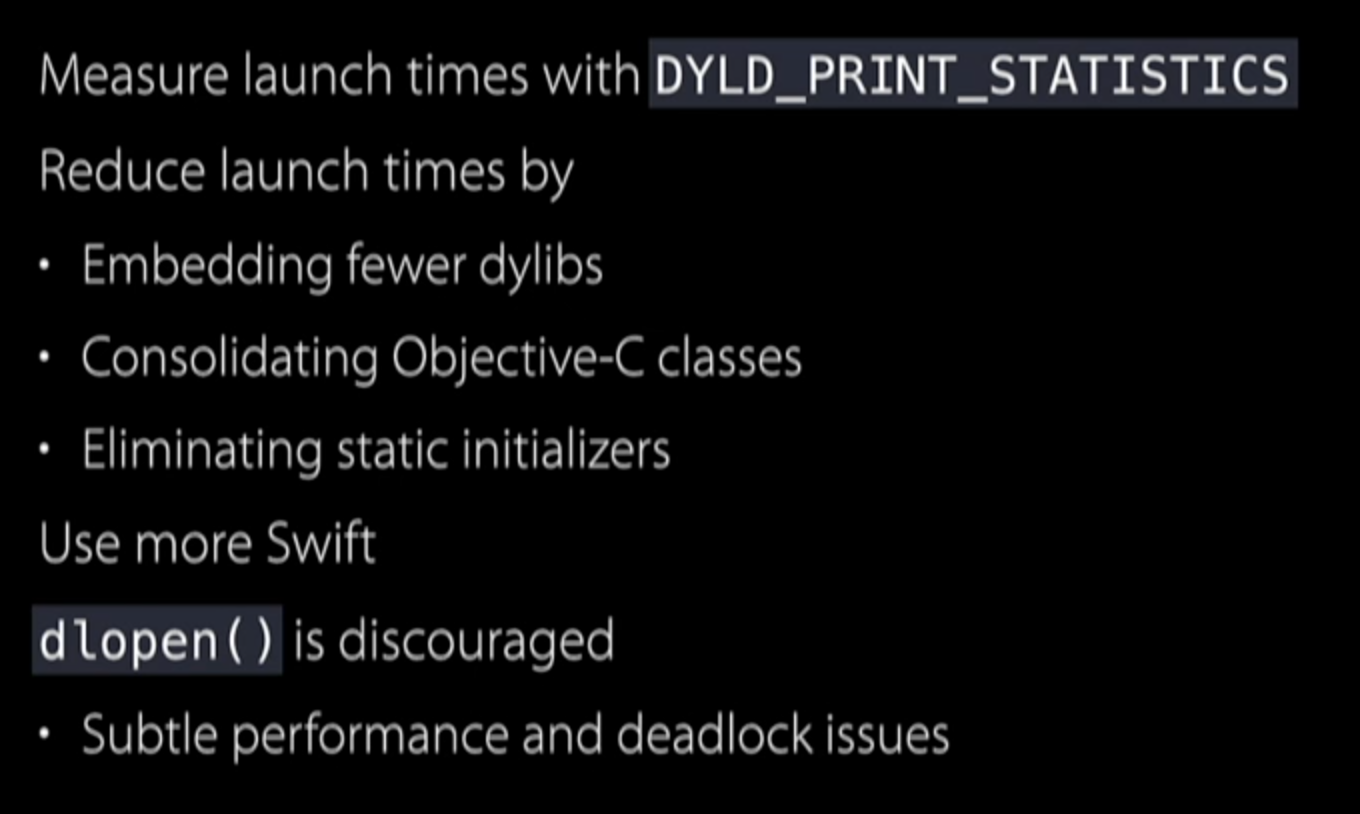 Measure launch times with DYLD_PRINT_STATISTICS
Reduce launch times by
• Embedding fewer dylibs
• Consolidating Objective-C classes
• Eliminating static initializers
Use more Swift
dlopen() is discouraged
• Subtle performance and deadlock issues